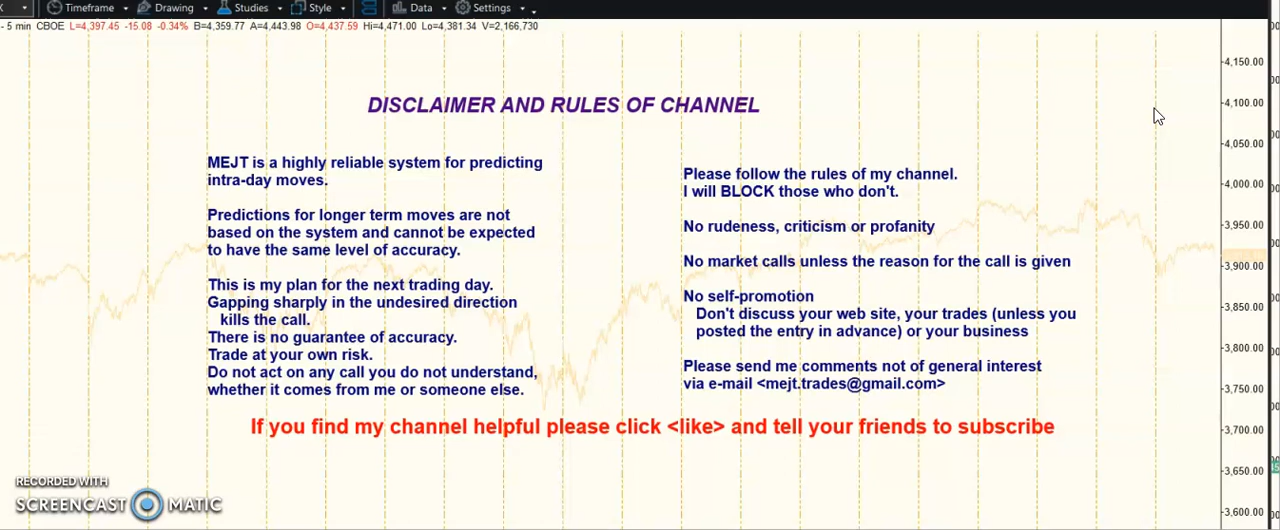 Timeframe Drawing Studies Style Data Settings
- 5 min CBOE L=4,397.45 -15.08 -0.34% B=4,359.77 A=4,443.98 O=4,437.59 Hi=4,471.00 Lo=4,381.34 V=2,166,730
DISCLAIMER AND RULES OF CHANNEL
MEJT is a highly reliable system for predicting
intra-day moves.
Predictions for longer term moves are not
based on the system and cannot be expected
to have the same level of accuracy.
This is my plan for the next trading day.
Gapping sharply in the undesired direction
kills the call.
There is no guarantee of accuracy.
Trade at your own risk.
Do not act on any call you do not understand,
whether it comes from me or someone else.
Please follow the rules of my channel.
I will BLOCK those who don't.
No rudeness, criticism or profanity
No market calls unless the reason for the call is given
No self-promotion
Don't discuss your web site, your trades (unless you
posted the entry in advance) or your business
Please send me comments not of general interest
via e-mail <mejt.trades@gmail.com>
If you find my channel helpful please click <like> and tell your friends to subscribe
4,150.00
4,100.00
4,050.00
4,000.00
3,950.00
3,900.00
3,850.00
3,800.00
3,750.00
3,700.00
3,650.00
3,600.00
RECORDED WITH
SCREENCAST MATIC